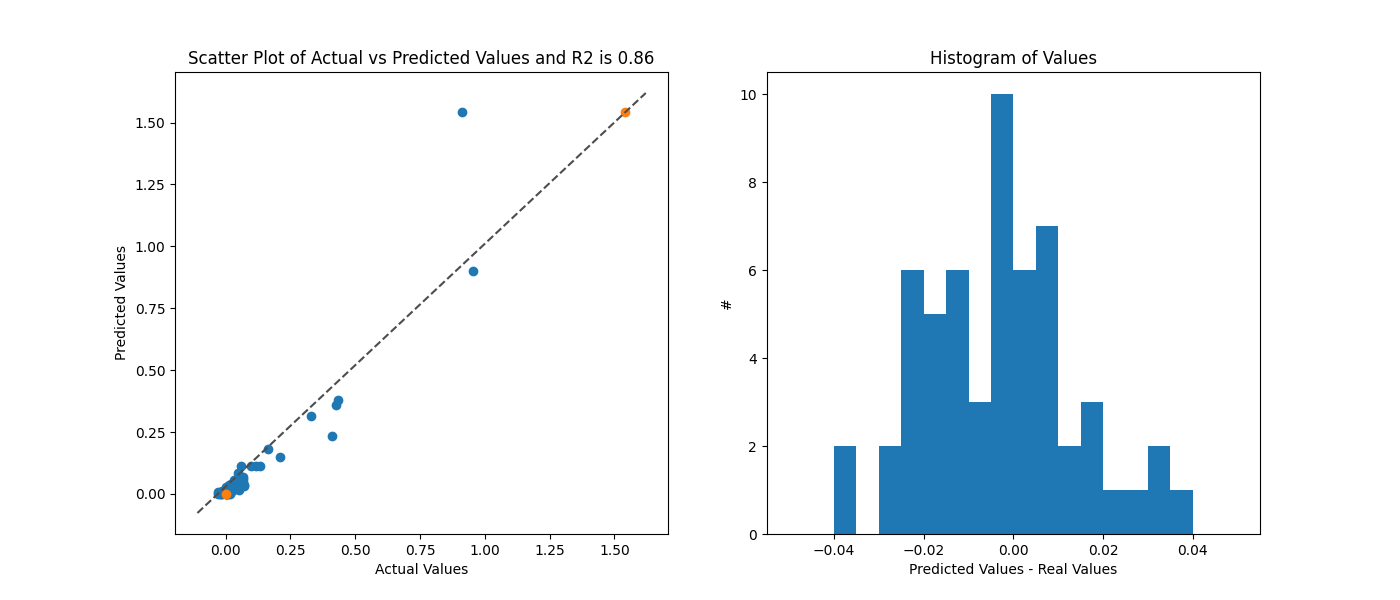 Scatter Plot of Actual vs Predicted Values and R2 is 0.86
Predicted Values
1.50
1.25
1.00
0.75
0.50
0.25
0.00
0.00 0.25 0.50 0.75 1.00 1.25 1.50
Actual Values
Histogram of Values
#
10
8
6
4
2
0
−0.04 −0.02 0.00 0.02 0.04
Predicted Values - Real Values